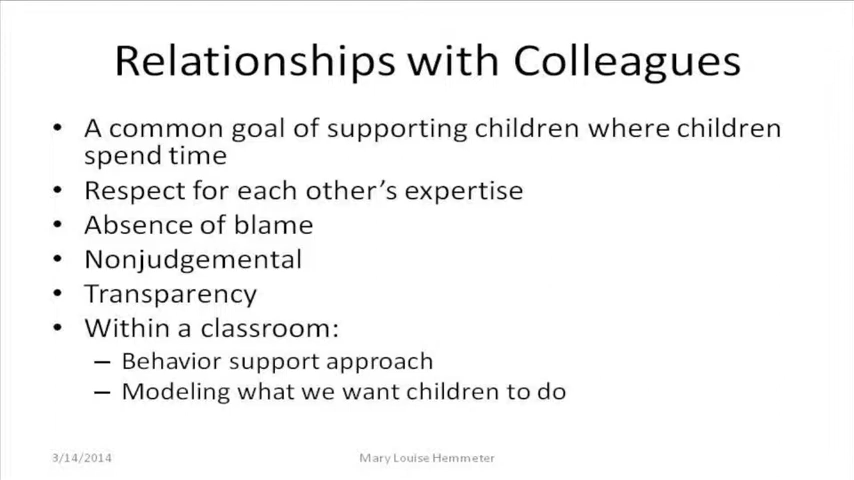 Relationships with Colleagues
• A common goal of supporting children where children
spend time
• Respect for each other’s expertise
• Absence of blame
• Nonjudgemental
• Transparency
• Within a classroom:
– Behavior support approach
– Modeling what we want children to do
3/14/2014
Mary Louise Hemmeter